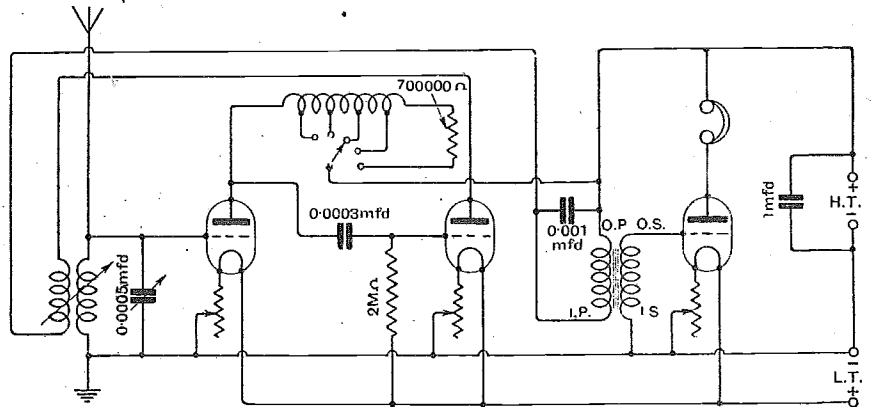 700000 Ω
0·0003mfd
0·0005mfd
2MΩ
0·001
mfd
O.P
O.S.
I.P.
I S
1mfd
+
H.T.
−
−
L.T.
+